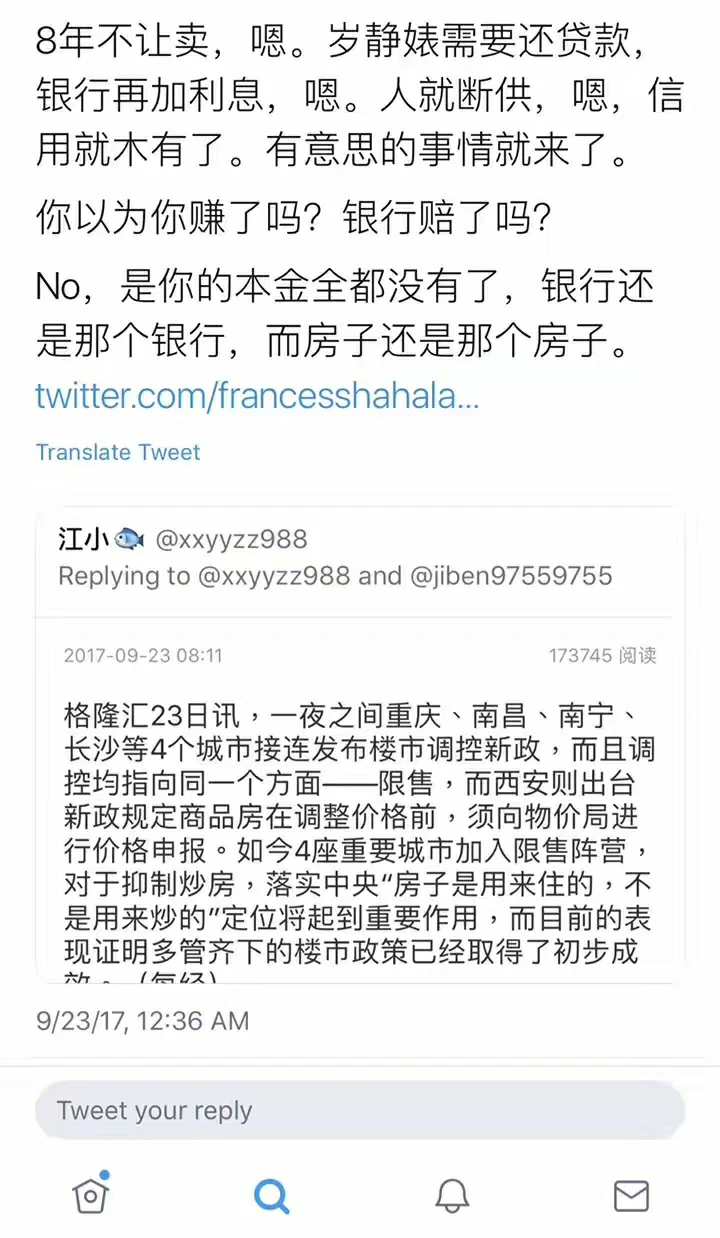 8年不让卖，嗯。岁静婊需要还贷款，
银行再加利息，嗯。人就断供，嗯，信
用就木有了。有意思的事情就来了。
你以为你赚了吗？银行赔了吗？
No，是你的本金全都没有了，银行还
是那个银行，而房子还是那个房子。
twitter.com/francesshahala...
Translate Tweet
江小🐟 @xxyyzz988
Replying to @xxyyzz988 and @jiben97559755
2017-09-23 08:11 173745 阅读
格隆汇23日讯，一夜之间重庆、南昌、南宁、
长沙等4个城市接连发布楼市调控新政，而且调
控均指向同一个方面——限售，而西安则出台
新政规定商品房在调整价格前，须向物价局进
行价格申报。如今4座重要城市加入限售阵营，
对于抑制炒房，落实中央“房子是用来住的，不
是用来炒的”定位将起到重要作用，而目前的表
现证明多管齐下的楼市政策已经取得了初步成
效。（每经）
9/23/17, 12:36 AM
Tweet your reply